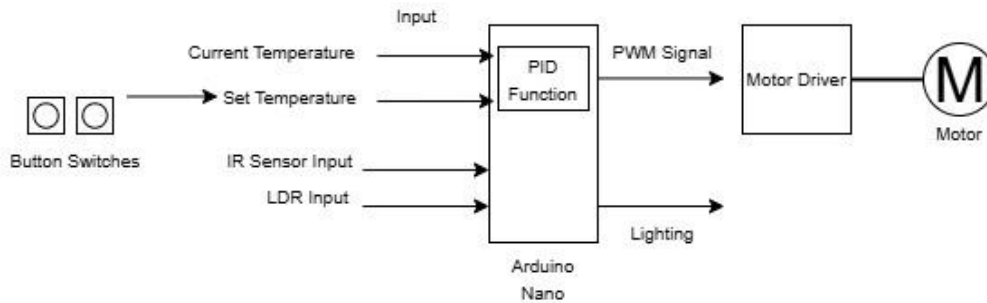 Input
Current Temperature
PID
Function
PWM Signal
Motor Driver
M
Set Temperature
Button Switches
Motor
IR Sensor Input
LDR Input
Lighting
Arduino
Nano